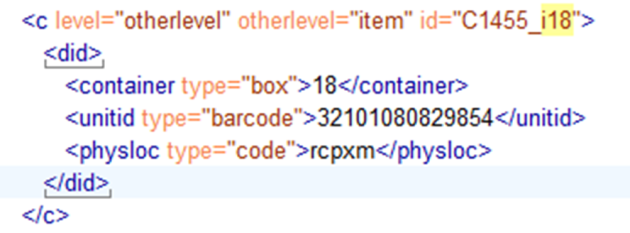 <c level="otherlevel" otherlevel="item" id="C1455_i18">
<did>
<container type="box">18</container>
<unitid type="barcode">32101080829854</unitid>
<physloc type="code">rcpxm</physloc>
</did>
</c>